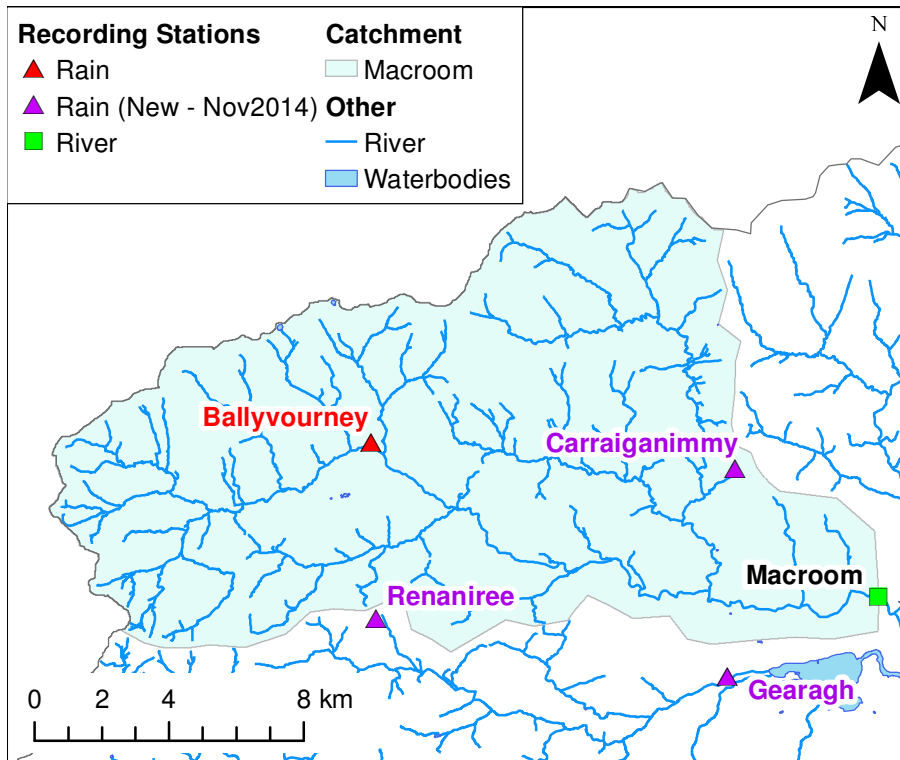 Recording Stations
Rain
Rain (New - Nov2014)
River
Catchment
Macroom
Other
River
Waterbodies
N
Ballyvourney
Carraiganimmy
Macroom
Renaniree
Gearagh
0 2 4 8 km